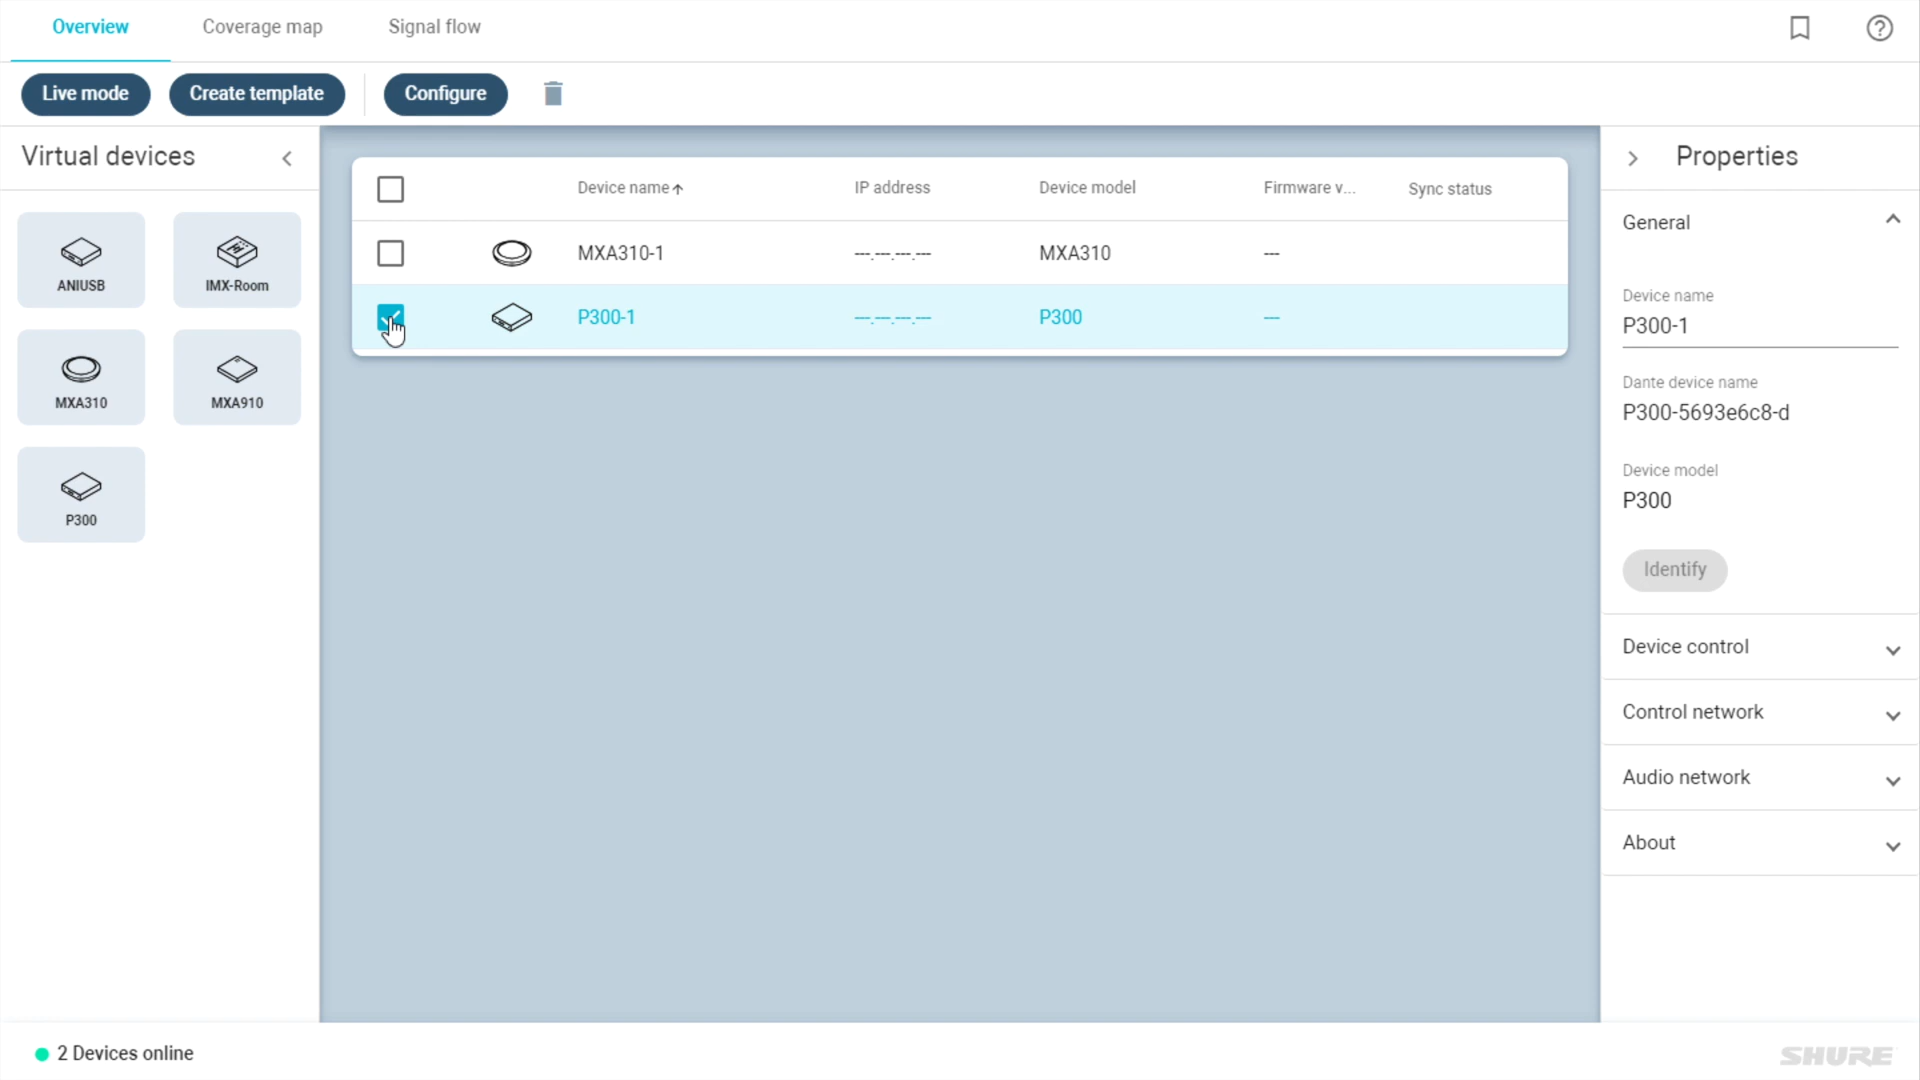 Overview
Coverage map
Signal flow
Live mode
Create template
Configure
Virtual devices
Properties
ANIUSB
IMX-Room
MXA310
MXA910
P300
Device name
IP address
Device model
Firmware v...
Sync status
MXA310-1
---.---.---.---
MXA310
---
P300-1
---.---.---.---
P300
---
General
Device name
P300-1
Dante device name
P300-5693e6c8-d
Device model
P300
Identify
Device control
Control network
Audio network
About
2 Devices online
SHURE